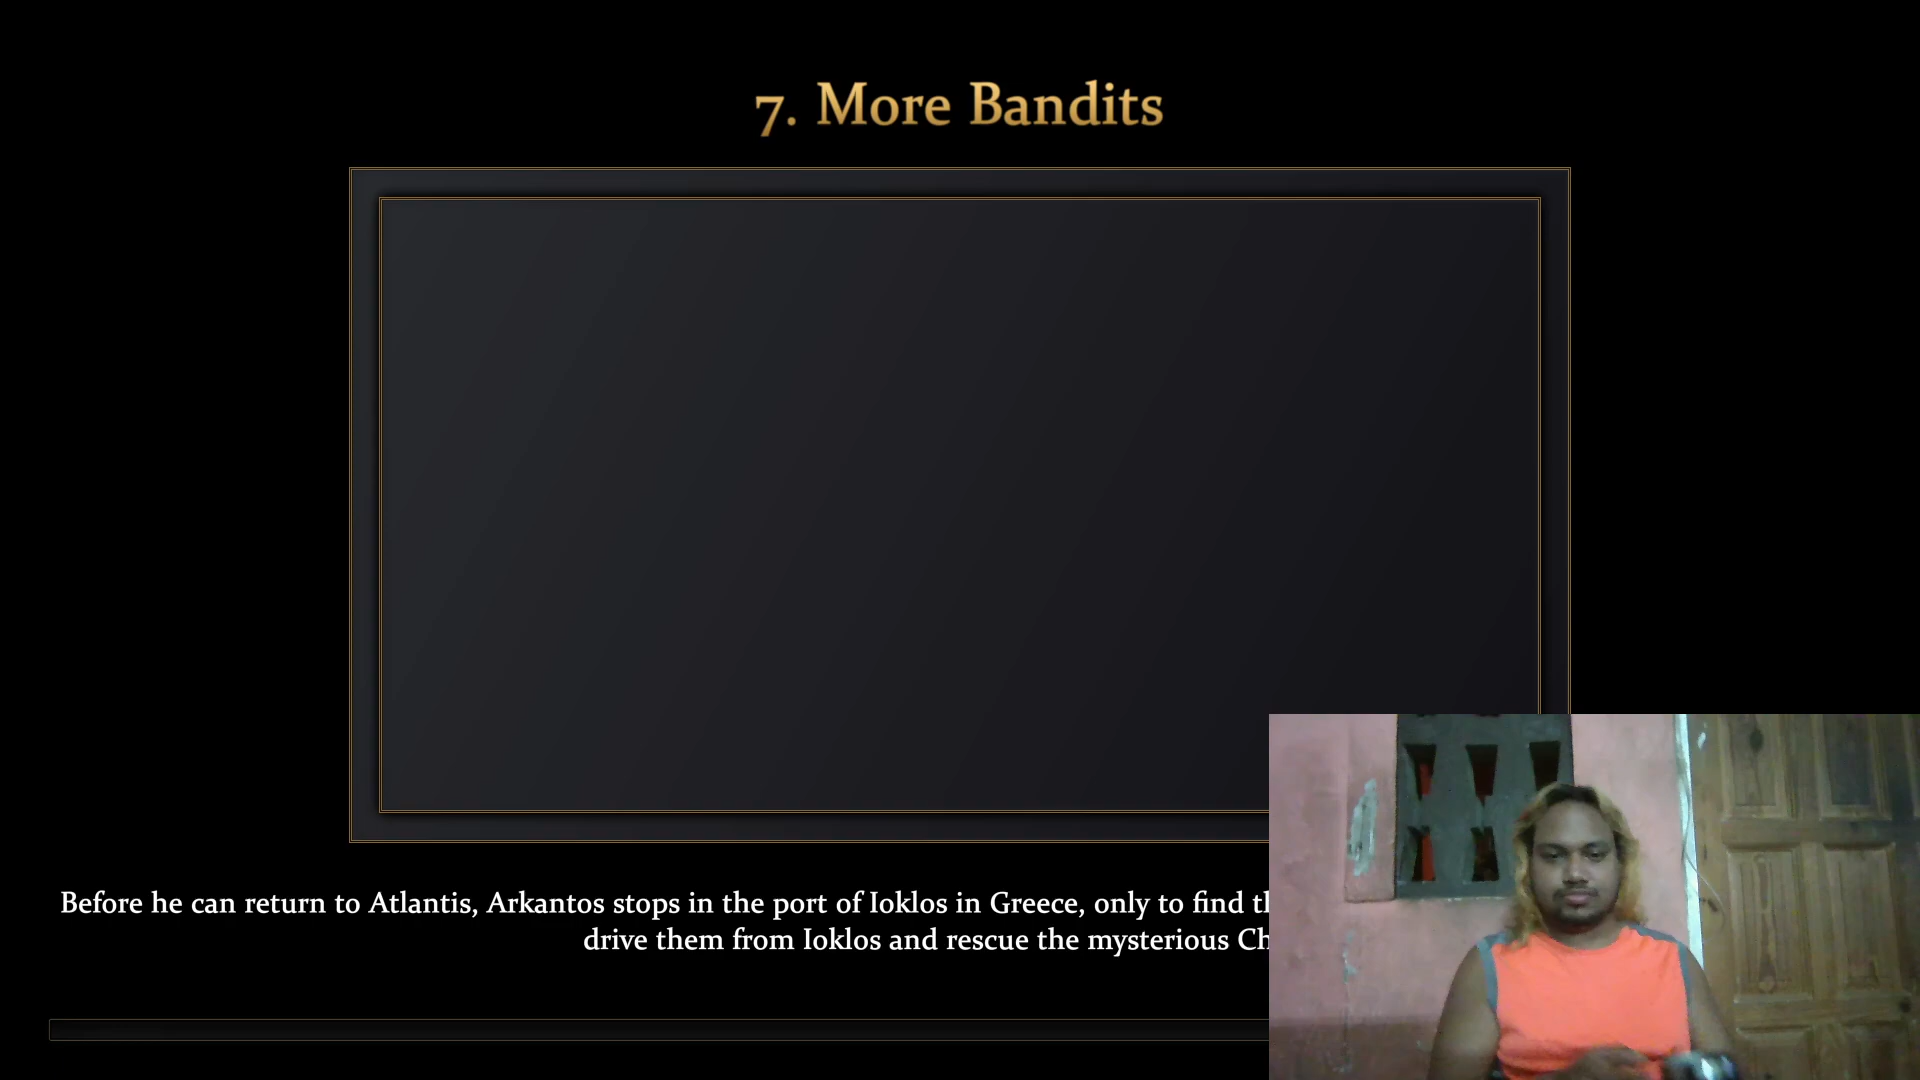 7. More Bandits
Before he can return to Atlantis, Arkantos stops in the port of Ioklos in Greece, only to find
drive them from Ioklos and rescue the mysterious